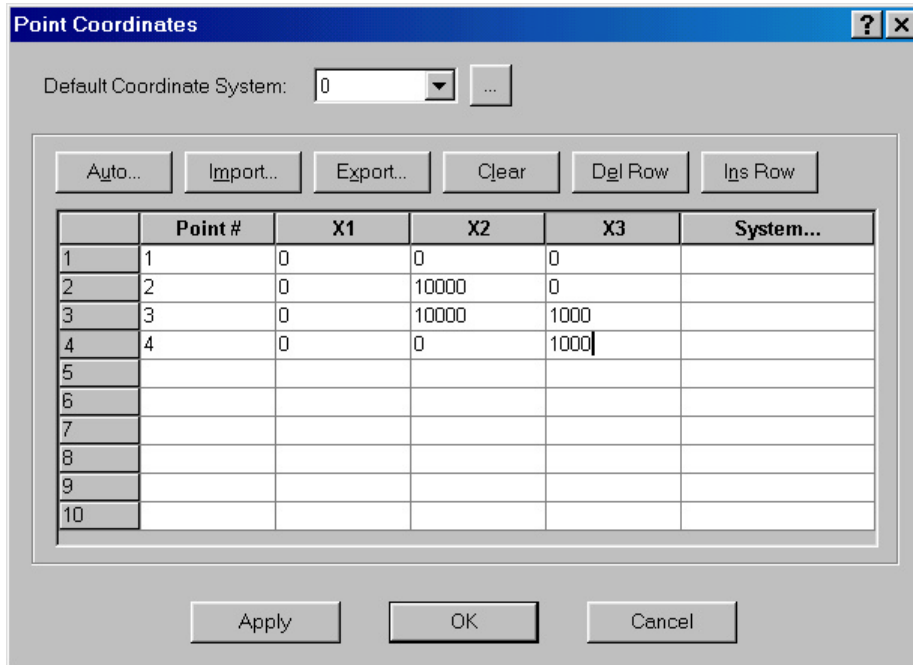 Point Coordinates
Default Coordinate System: 0 ...
Auto... Import... Export... Clear Del Row Ins Row
Point # X1 X2 X3 System...
1 1 0 0 0
2 2 0 10000 0
3 3 0 10000 1000
4 4 0 0 1000
5
6
7
8
9
10
Apply OK Cancel